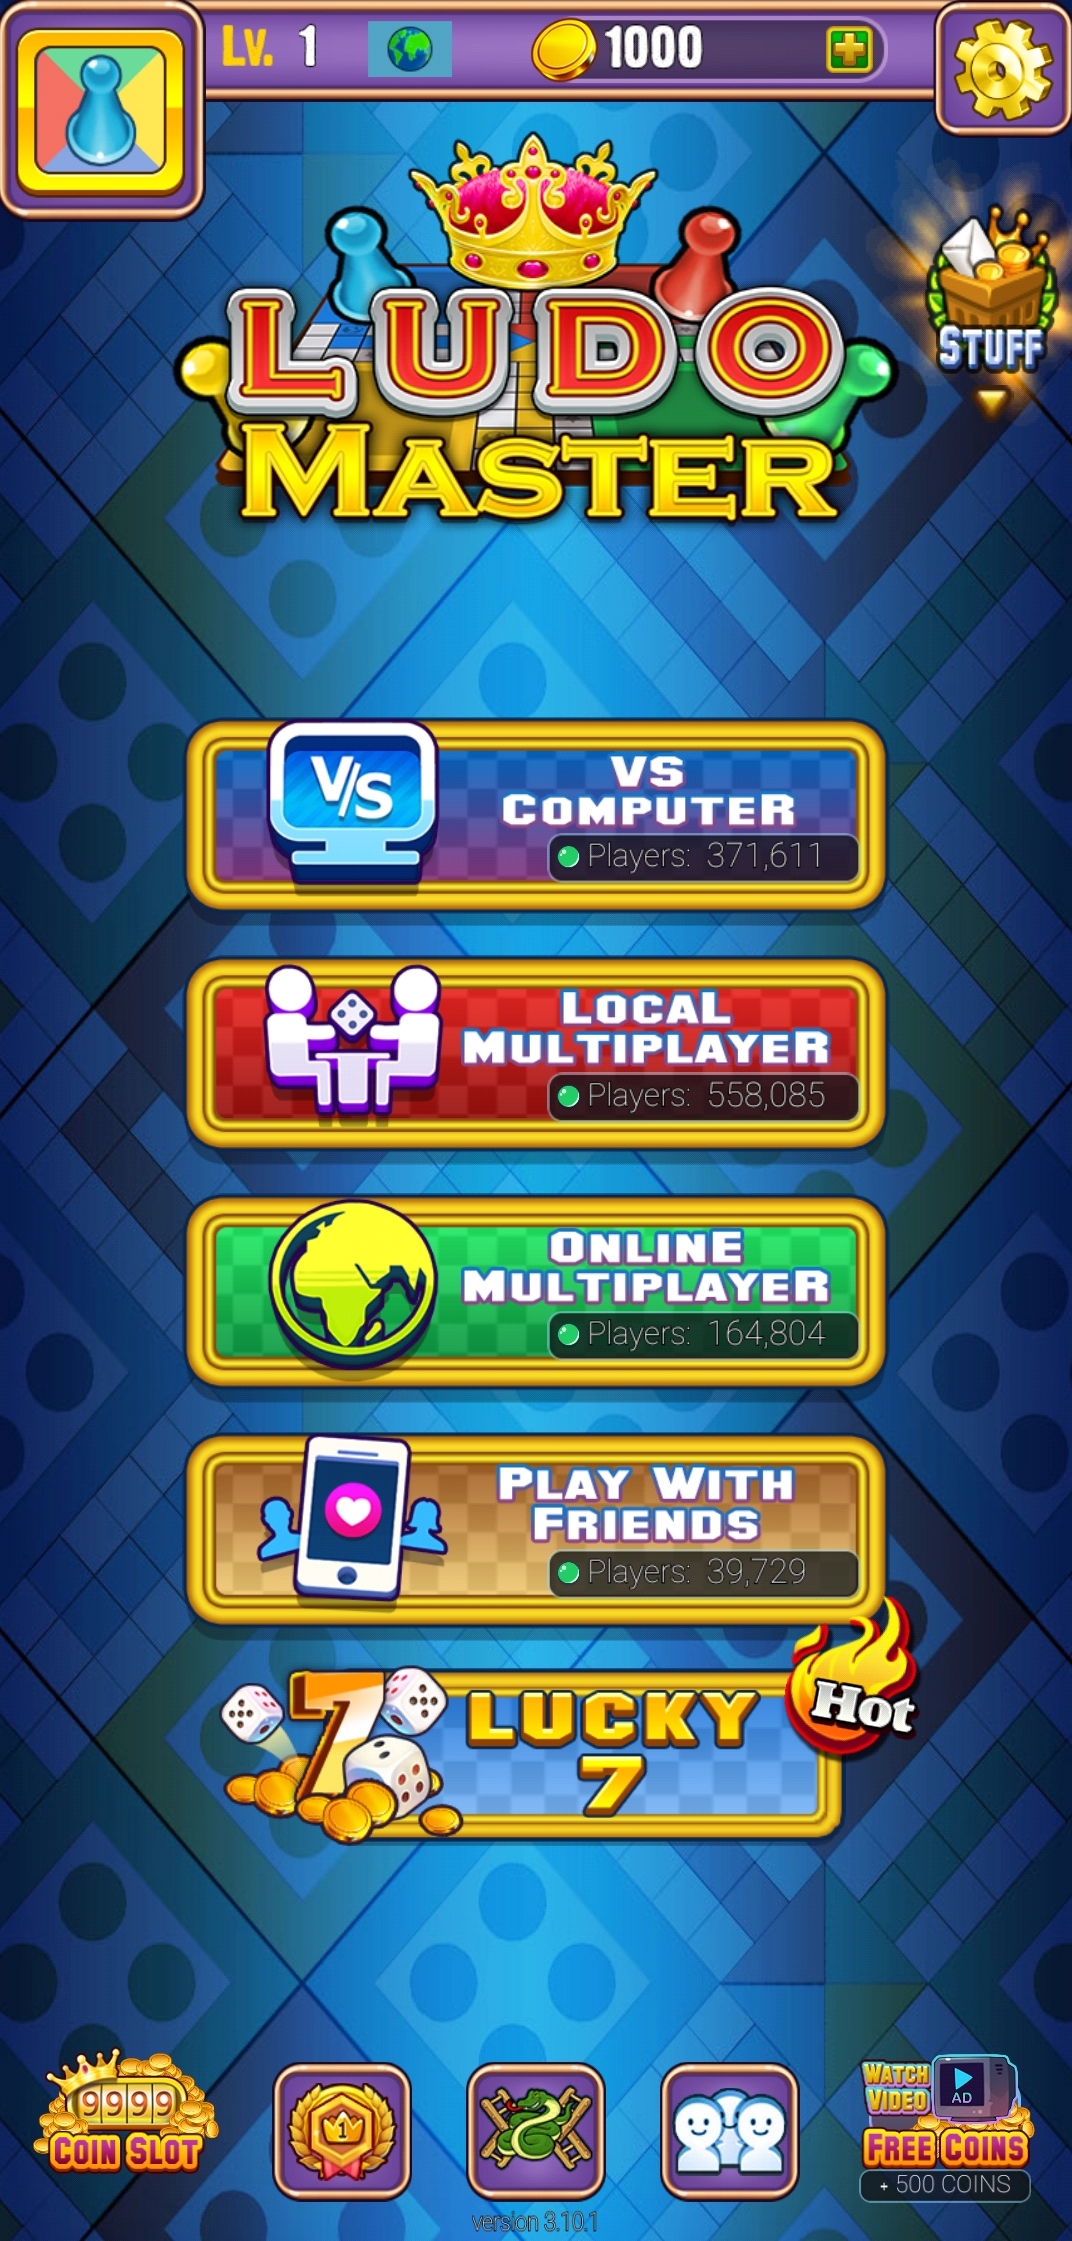 Lv. 1
1000
LUDO
MASTER
STUFF
V/S
VS
COMPUTER
Players: 371,611
LOCAL
MULTIPLAYER
Players: 558,085
ONLINE
MULTIPLAYER
Players: 164,804
PLAY WITH
FRIENDS
Players: 39,729
Hot
7
LUCKY
7
9999
COIN SLOT
1
WATCH
VIDEO
AD
FREE COINS
+ 500 COINS
version 3.10.1